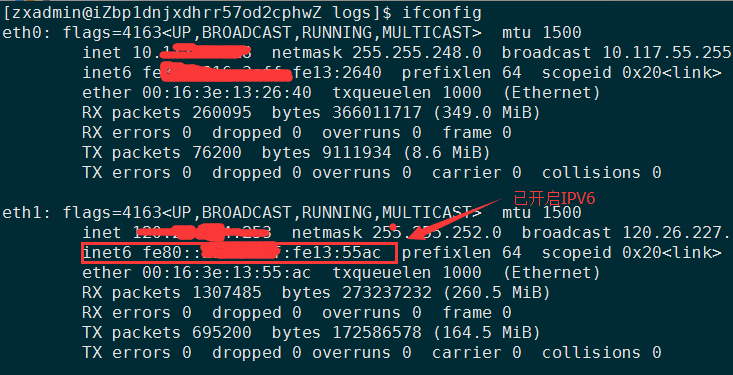 [zxadmin@iZbp1dnjxdhrr57od2cphwZ logs]$ ifconfig
eth0: flags=4163<UP,BROADCAST,RUNNING,MULTICAST>  mtu 1500
inet 10. netmask 255.255.248.0  broadcast 10.117.55.255
inet6 fe :fe13:2640  prefixlen 64  scopeid 0x20<link>
ether 00:16:3e:13:26:40  txqueuelen 1000  (Ethernet)
RX packets 260095  bytes 366011717 (349.0 MiB)
RX errors 0  dropped 0  overruns 0  frame 0
TX packets 76200  bytes 9111934 (8.6 MiB)
TX errors 0  dropped 0 overruns 0  carrier 0  collisions 0
已开启IPV6
eth1: flags=4163<UP,BROADCAST,RUNNING,MULTICAST>  mtu 1500
inet netmask 255.255.252.0  broadcast 120.26.227.
inet6 fe80:: :fe13:55ac  prefixlen 64  scopeid 0x20<link>
ether 00:16:3e:13:55:ac  txqueuelen 1000  (Ethernet)
RX packets 1307485  bytes 273237232 (260.5 MiB)
RX errors 0  dropped 0  overruns 0  frame 0
TX packets 695200  bytes 172586578 (164.5 MiB)
TX errors 0  dropped 0 overruns 0  carrier 0  collisions 0